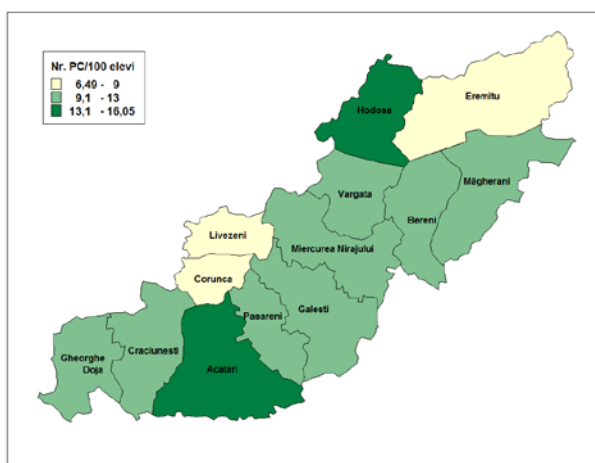 Nr. PC/100 elevi
6,49 - 9
9,1 - 13
13,1 - 16,05
Hodosa
Eremitu
Vargata
Măgherani
Bereni
Livezeni
Miercurea Nirajului
Corunca
Galesti
Pasareni
Craciunesti
Gheorghe
Doja
Acatari